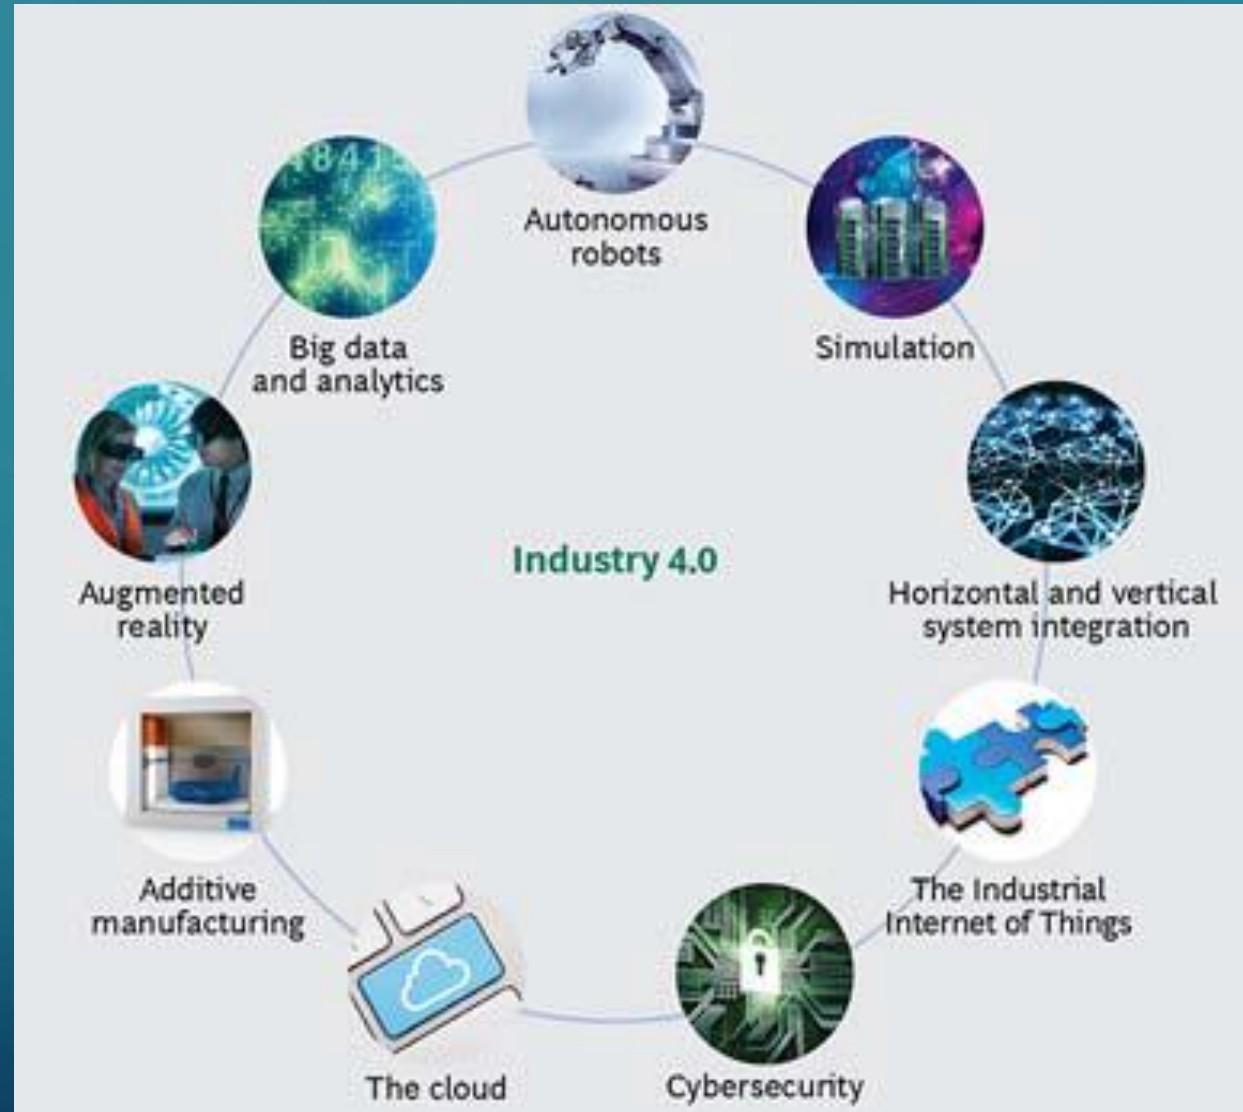 Autonomous
robots
Simulation
Horizontal and vertical
system integration
The Industrial
Internet of Things
Cybersecurity
The cloud
Additive
manufacturing
Augmented
reality
Big data
and analytics
Industry 4.0